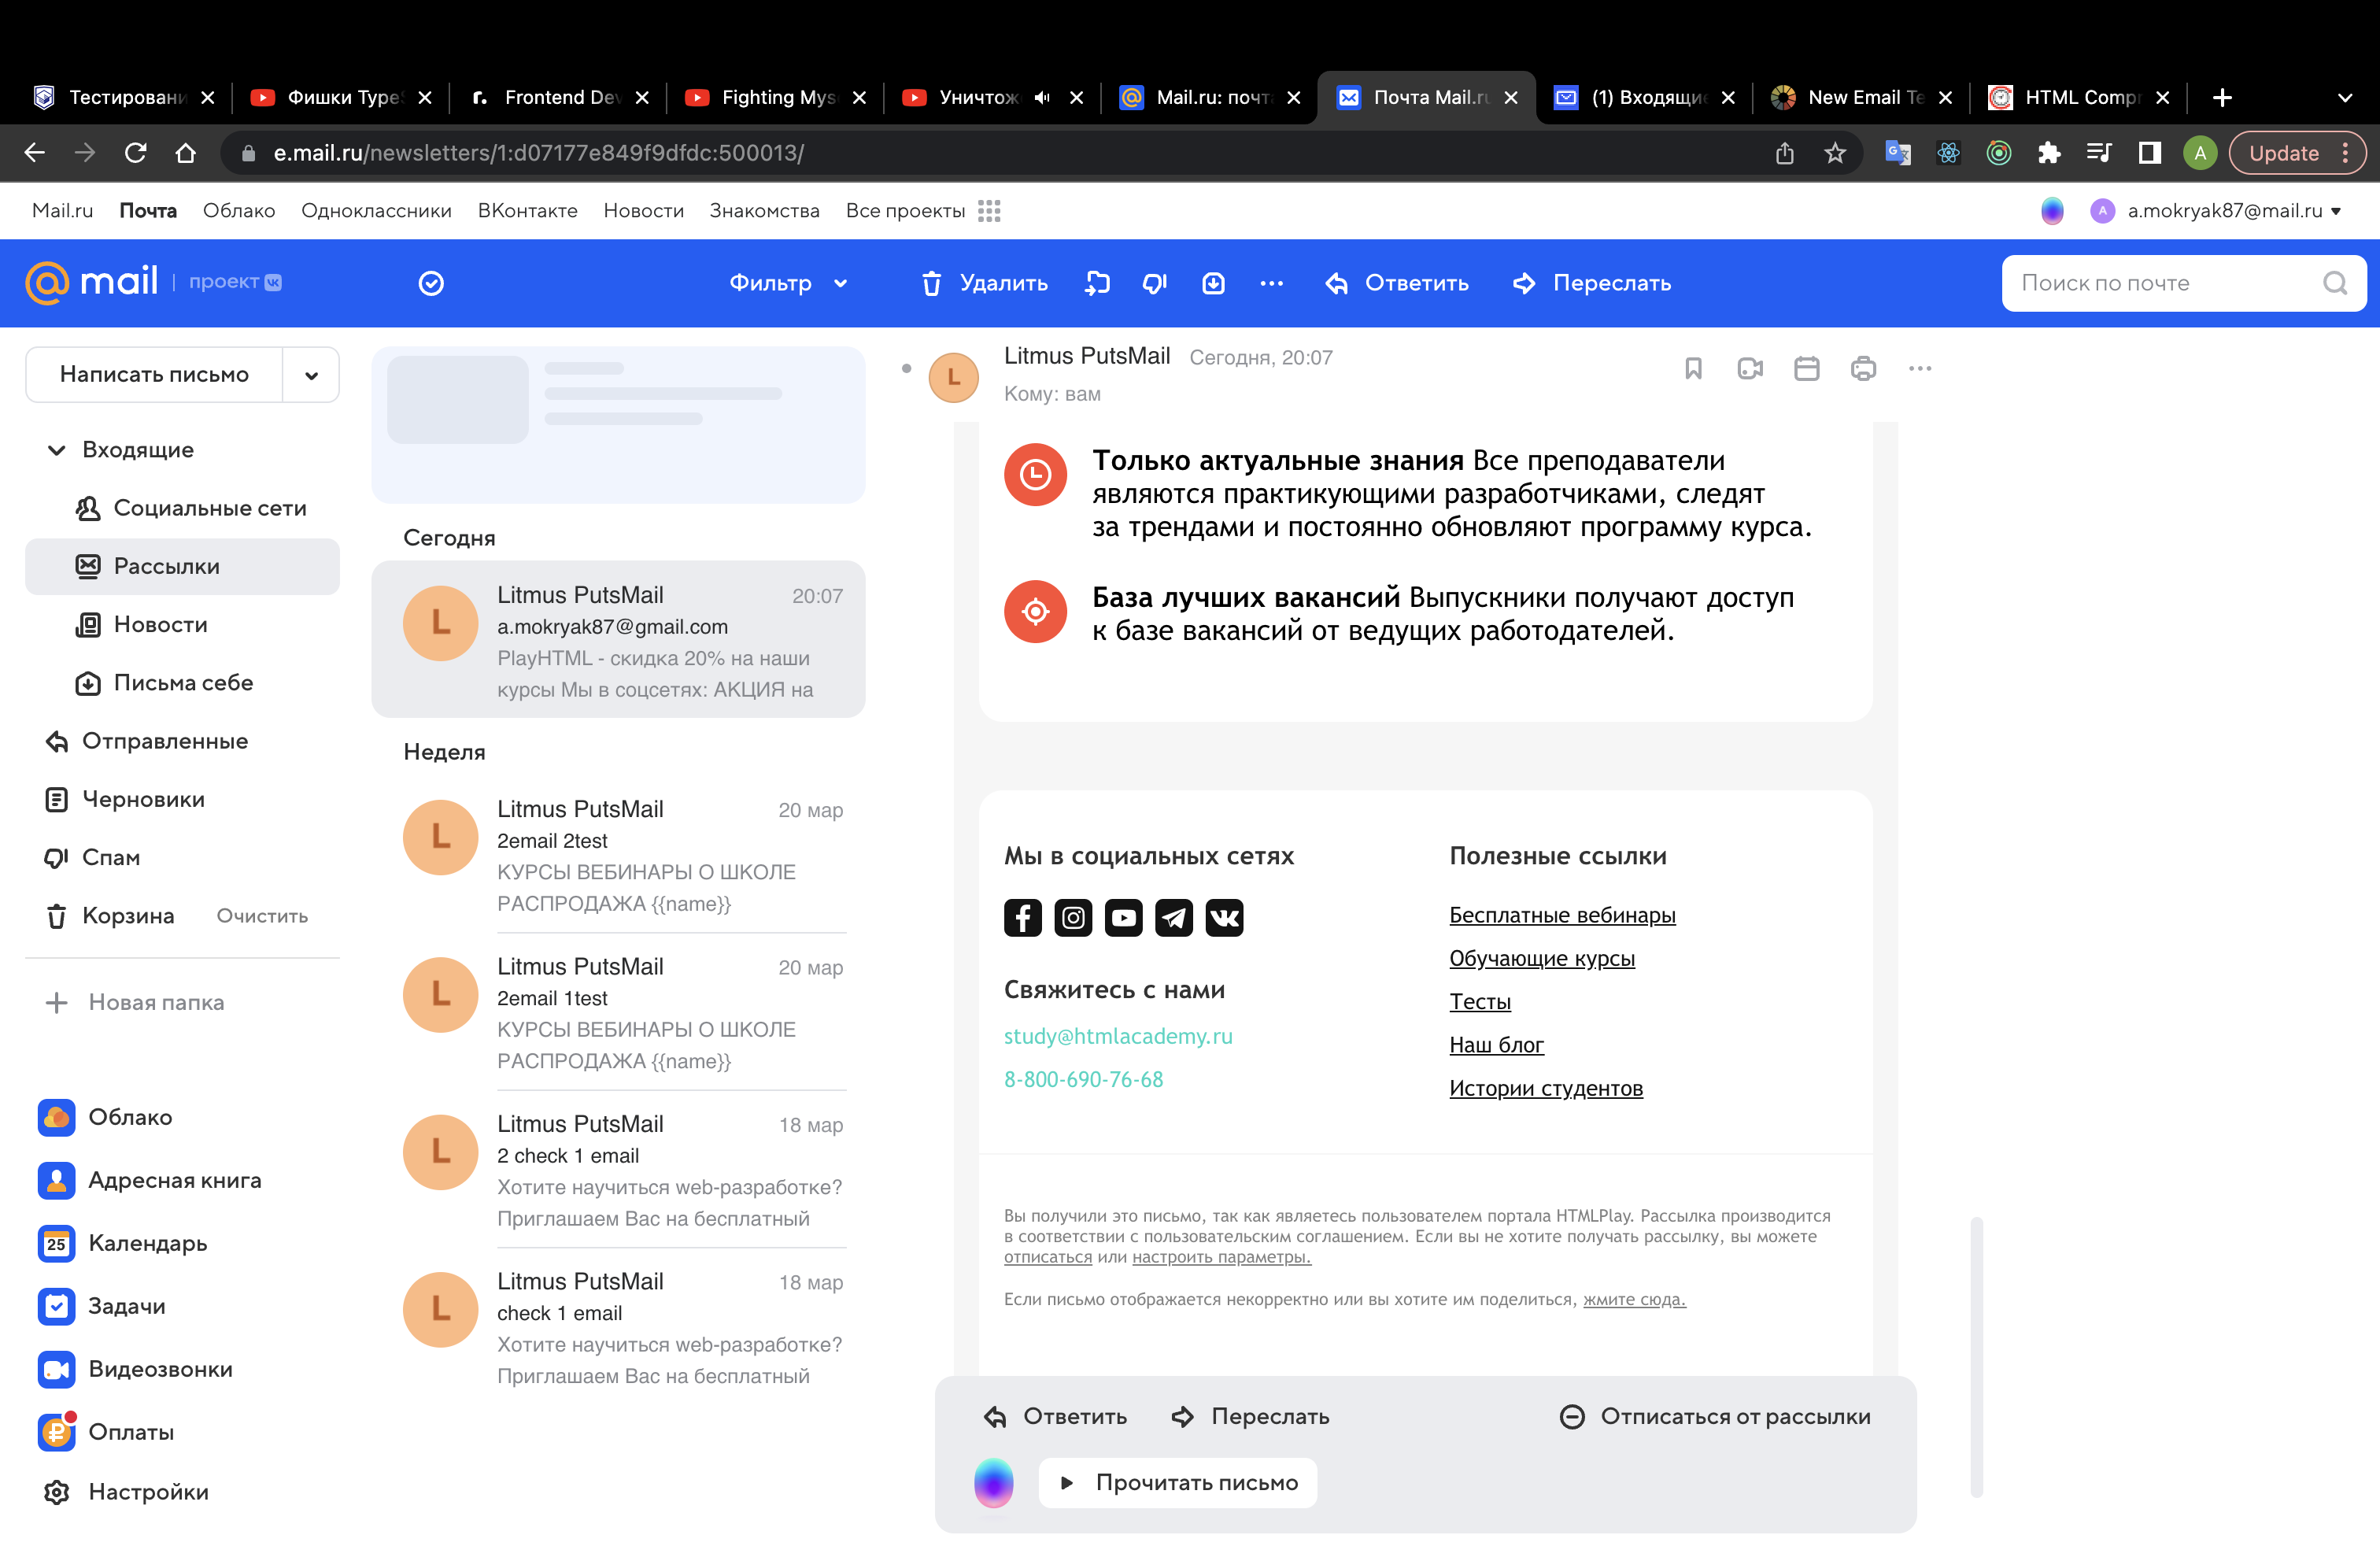 Тестировани
Фишки TypeS
Frontend Dev
Fighting Mys
Уничтож
Mail.ru: почт
Почта Mail.ru
(1) Входящие
New Email Te
HTML Compr
e.mail.ru/newsletters/1:d07177e849f9dfdc:500013/
A
Update
Mail.ru Почта Облако Одноклассники ВКонтакте Новости Знакомства Все проекты
A a.mokryak87@mail.ru
mail проект
Фильтр
Удалить
Ответить
Переслать
Поиск по почте
Написать письмо
Входящие
Социальные сети
Рассылки
Новости
Письма себе
Отправленные
Черновики
Спам
Корзина Очистить
Новая папка
Облако
Адресная книга
25 Календарь
Задачи
Видеозвонки
Оплаты
Настройки
Сегодня
L
Litmus PutsMail 20:07
a.mokryak87@gmail.com
PlayHTML - скидка 20% на наши
курсы Мы в соцсетях: АКЦИЯ на
Неделя
L
Litmus PutsMail 20 мар
2email 2test
КУРСЫ ВЕБИНАРЫ О ШКОЛЕ
РАСПРОДАЖА {{name}}
L
Litmus PutsMail 20 мар
2email 1test
КУРСЫ ВЕБИНАРЫ О ШКОЛЕ
РАСПРОДАЖА {{name}}
L
Litmus PutsMail 18 мар
2 check 1 email
Хотите научиться web-разработке?
Приглашаем Вас на бесплатный
L
Litmus PutsMail 18 мар
check 1 email
Хотите научиться web-разработке?
Приглашаем Вас на бесплатный
L
Litmus PutsMail Сегодня, 20:07
Кому: вам
Только актуальные знания Все преподаватели
являются практикующими разработчиками, следят
за трендами и постоянно обновляют программу курса.
База лучших вакансий Выпускники получают доступ
к базе вакансий от ведущих работодателей.
Мы в социальных сетях
Свяжитесь с нами
study@htmlacademy.ru
8-800-690-76-68
Полезные ссылки
Бесплатные вебинары
Обучающие курсы
Тесты
Наш блог
Истории студентов
Вы получили это письмо, так как являетесь пользователем портала HTMLPlay. Рассылка производится
в соответствии с пользовательским соглашением. Если вы не хотите получать рассылку, вы можете
отписаться или настроить параметры.
Если письмо отображается некорректно или вы хотите им поделиться, жмите сюда.
Ответить
Переслать
Отписаться от рассылки
Прочитать письмо